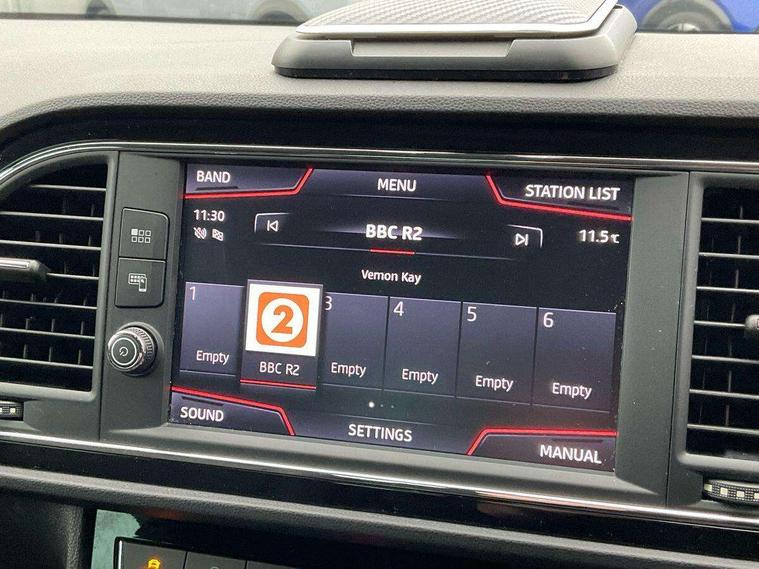 BAND
MENU
STATION LIST
11:30
BBC R2
11.5℃
Vernon Kay
1
2
3
4
5
6
Empty
BBC R2
Empty
Empty
Empty
Empty
SOUND
SETTINGS
MANUAL